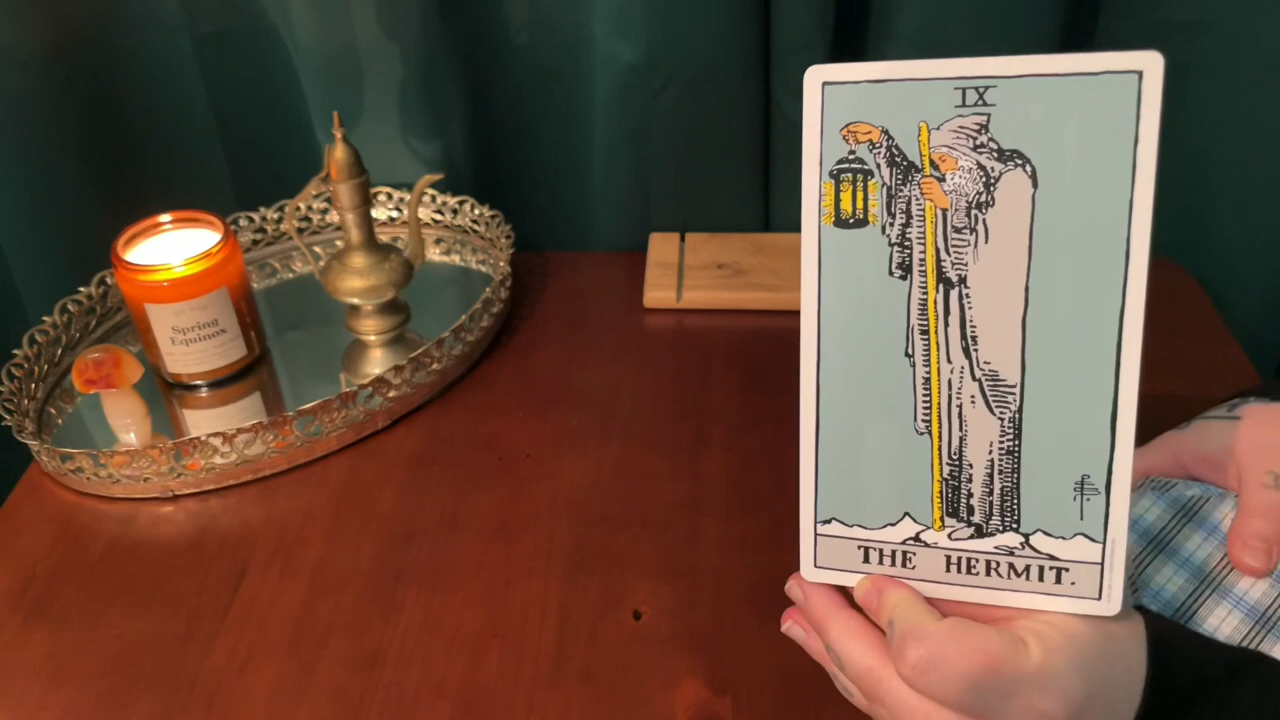 Spring
Equinox
IX
THE HERMIT.